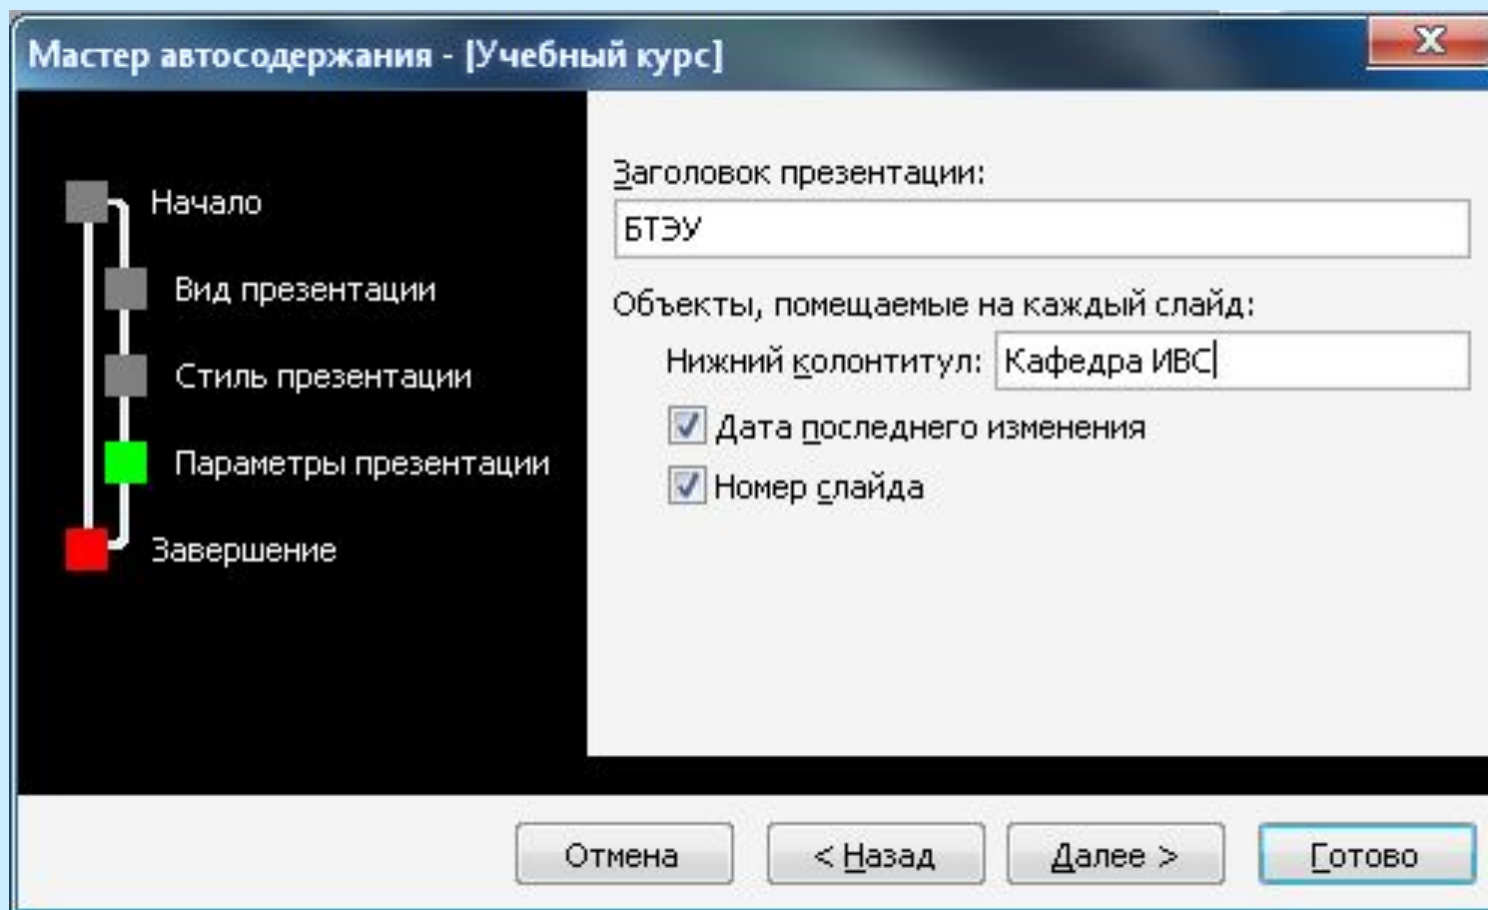 Мастер автосодержания - [Учебный курс]
Начало
Вид презентации
Стиль презентации
Параметры презентации
Завершение
Заголовок презентации:
БТЭУ
Объекты, помещаемые на каждый слайд:
Нижний колонтитул: Кафедра ИВС
Дата последнего изменения
Номер слайда
Отмена
< Назад
Далее >
Готово